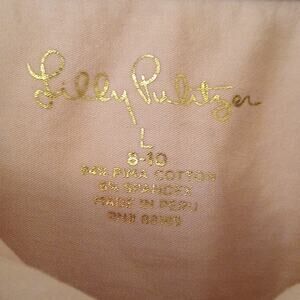 Lilly Pulitzer
L
8-10
94% PIMA COTTON
6% SPANDEX
MADE IN PERU